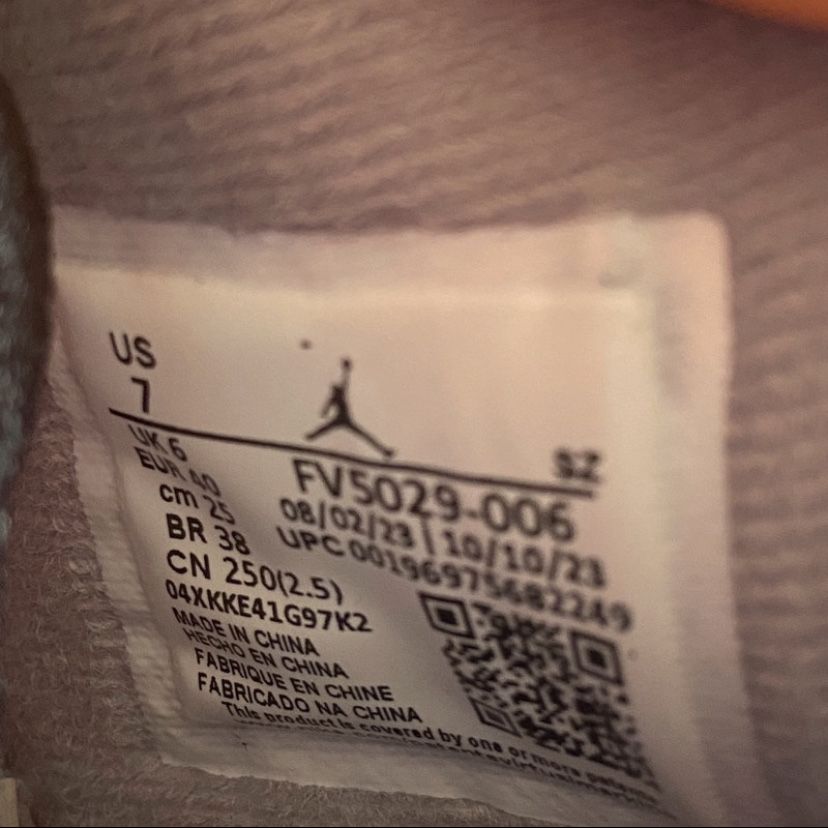 US
7
SZ
UK 6
EUR 40
cm 25
BR 38
CN 250(2.5)
04XKKE41G97K2
FV5029-006
08/02/23 | 10/10/23
UPC 00196975682249
MADE IN CHINA
HECHO EN CHINA
FABRIQUE EN CHINE
FABRICADO NA CHINA
This product is covered by one or more patents